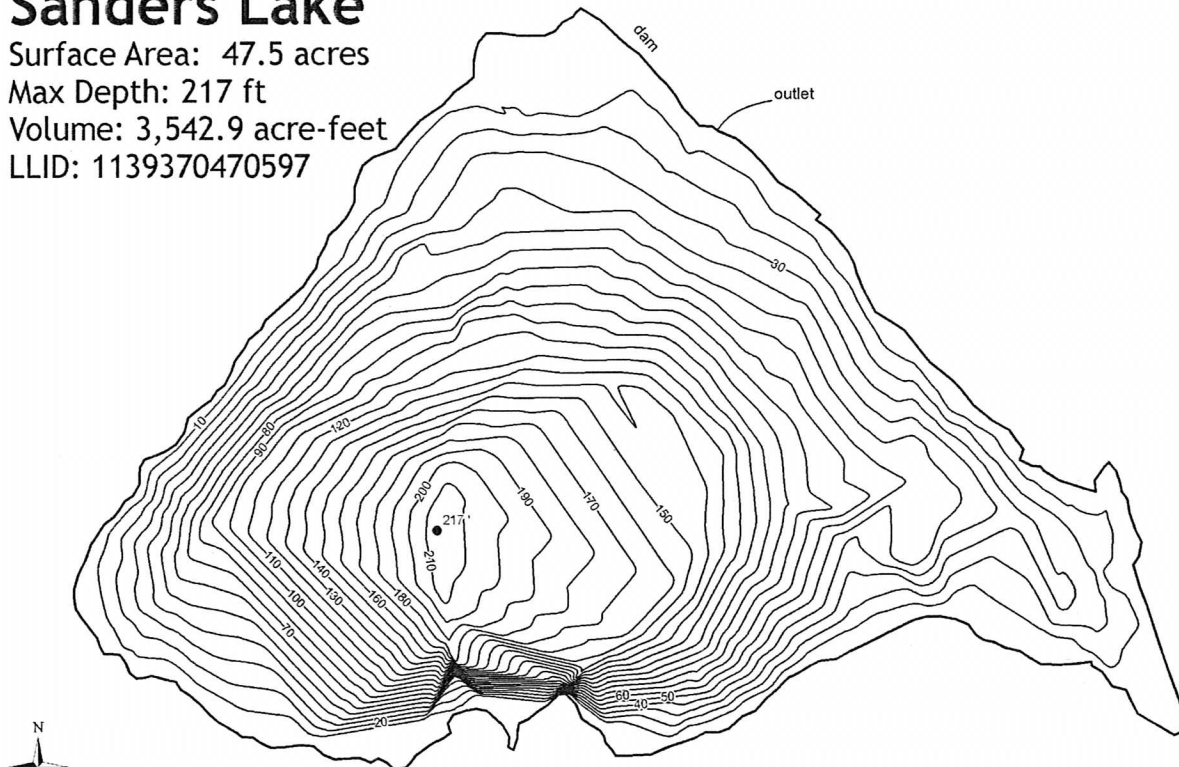 Sanders Lake
Surface Area: 47.5 acres
Max Depth: 217 ft
Volume: 3,542.9 acre-feet
LLID: 1139370470597
dam
outlet
30
10
80
90
120
200
190
170
150
217'
210
110
140
130
100
160
180
70
60
50
40
20
N